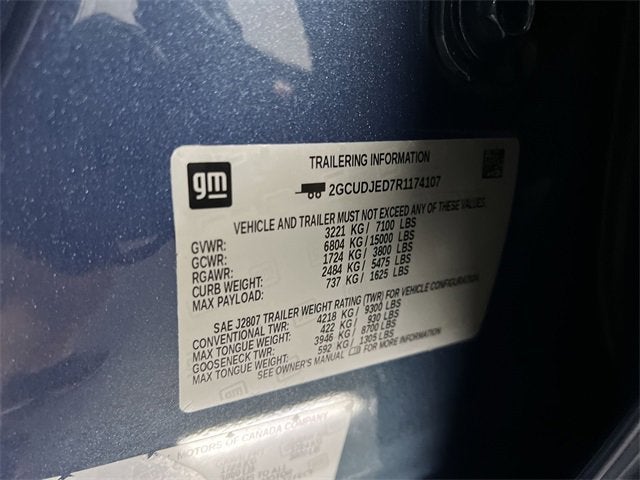 gm
TRAILERING INFORMATION
2GCUDJED7R1174107
VEHICLE AND TRAILER MUST NOT EXCEED ANY OF THESE VALUES
GVWR: 3221 KG / 7100 LBS
GCWR: 6804 KG / 15000 LBS
RGAWR: 1724 KG / 3800 LBS
CURB WEIGHT: 2484 KG / 5475 LBS
MAX PAYLOAD: 737 KG / 1625 LBS
SAE J2807 TRAILER WEIGHT RATING (TWR) FOR VEHICLE CONFIGURATION
CONVENTIONAL TWR: 4218 KG / 9300 LBS
MAX TONGUE WEIGHT: 422 KG / 930 LBS
GOOSENECK TWR: 3946 KG / 8700 LBS
MAX TONGUE WEIGHT: 592 KG / 1305 LBS
SEE OWNER'S MANUAL FOR MORE INFORMATION
MOTORS OF CANADA COMPANY